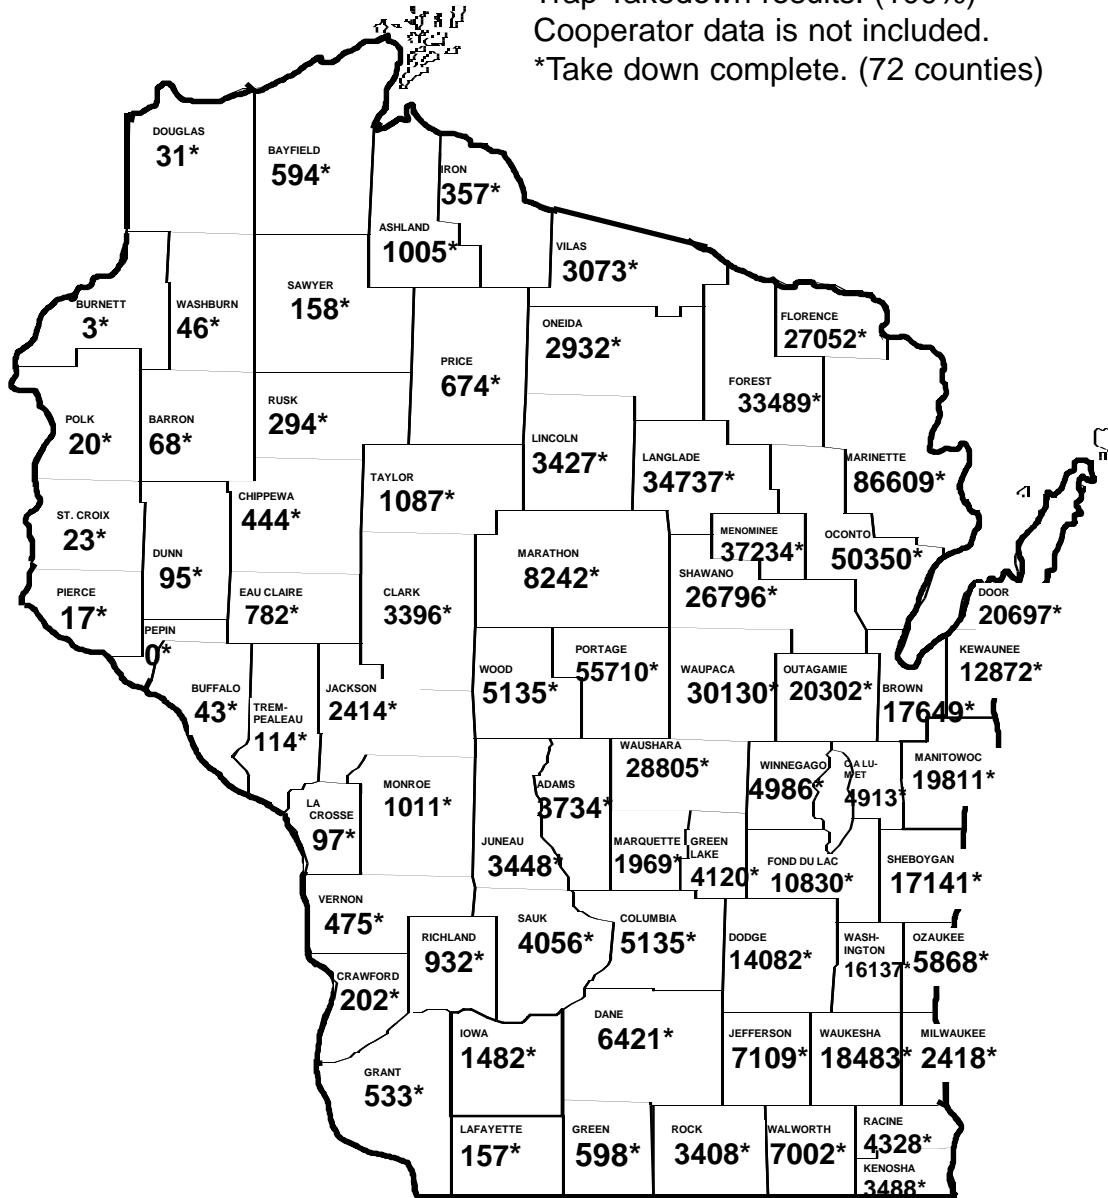 Trap Takedown results. (100%)
Cooperator data is not included.
*Take down complete. (72 counties)
DOUGLAS
31*
BAYFIELD
594*
IRON
357*
ASHLAND
1005*
VILAS
3073*
BURNETT
3*
WASHBURN
46*
SAWYER
158*
FLORENCE
27052*
ONEIDA
2932*
PRICE
674*
FOREST
33489*
POLK
20*
BARRON
68*
RUSK
294*
LINCOLN
3427*
LANGLADE
34737*
MARINETTE
86609*
TAYLOR
1087*
CHIPPEWA
444*
ST. CROIX
23*
DUNN
95*
MARATHON
8242*
MENOMINEE
37234*
OCONTO
50350*
SHAWANO
26796*
PIERCE
17*
EAU CLAIRE
782*
CLARK
3396*
DOOR
20697*
PEPIN
0*
WOOD
5135*
PORTAGE
55710*
WAUPACA
30130*
OUTAGAMIE
20302*
BROWN
17649*
KEWAUNEE
12872*
BUFFALO
43*
TREM-
PEALEAU
114*
JACKSON
2414*
WAUSHARA
28805*
WINNEGAGO
4986*
CALU-
MET
4913*
MANITOWOC
19811*
MONROE
1011*
ADAMS
3734*
LA
CROSSE
97*
JUNEAU
3448*
MARQUETTE
1969*
GREEN
LAKE
4120*
FOND DU LAC
10830*
SHEBOYGAN
17141*
VERNON
475*
RICHLAND
932*
SAUK
4056*
COLUMBIA
5135*
DODGE
14082*
WASH-
INGTON
16137*
OZAUKEE
5868*
CRAWFORD
202*
IOWA
1482*
DANE
6421*
JEFFERSON
7109*
WAUKESHA
18483*
MILWAUKEE
2418*
GRANT
533*
LAFAYETTE
157*
GREEN
598*
ROCK
3408*
WALWORTH
7002*
RACINE
4328*
KENOSHA
3488*